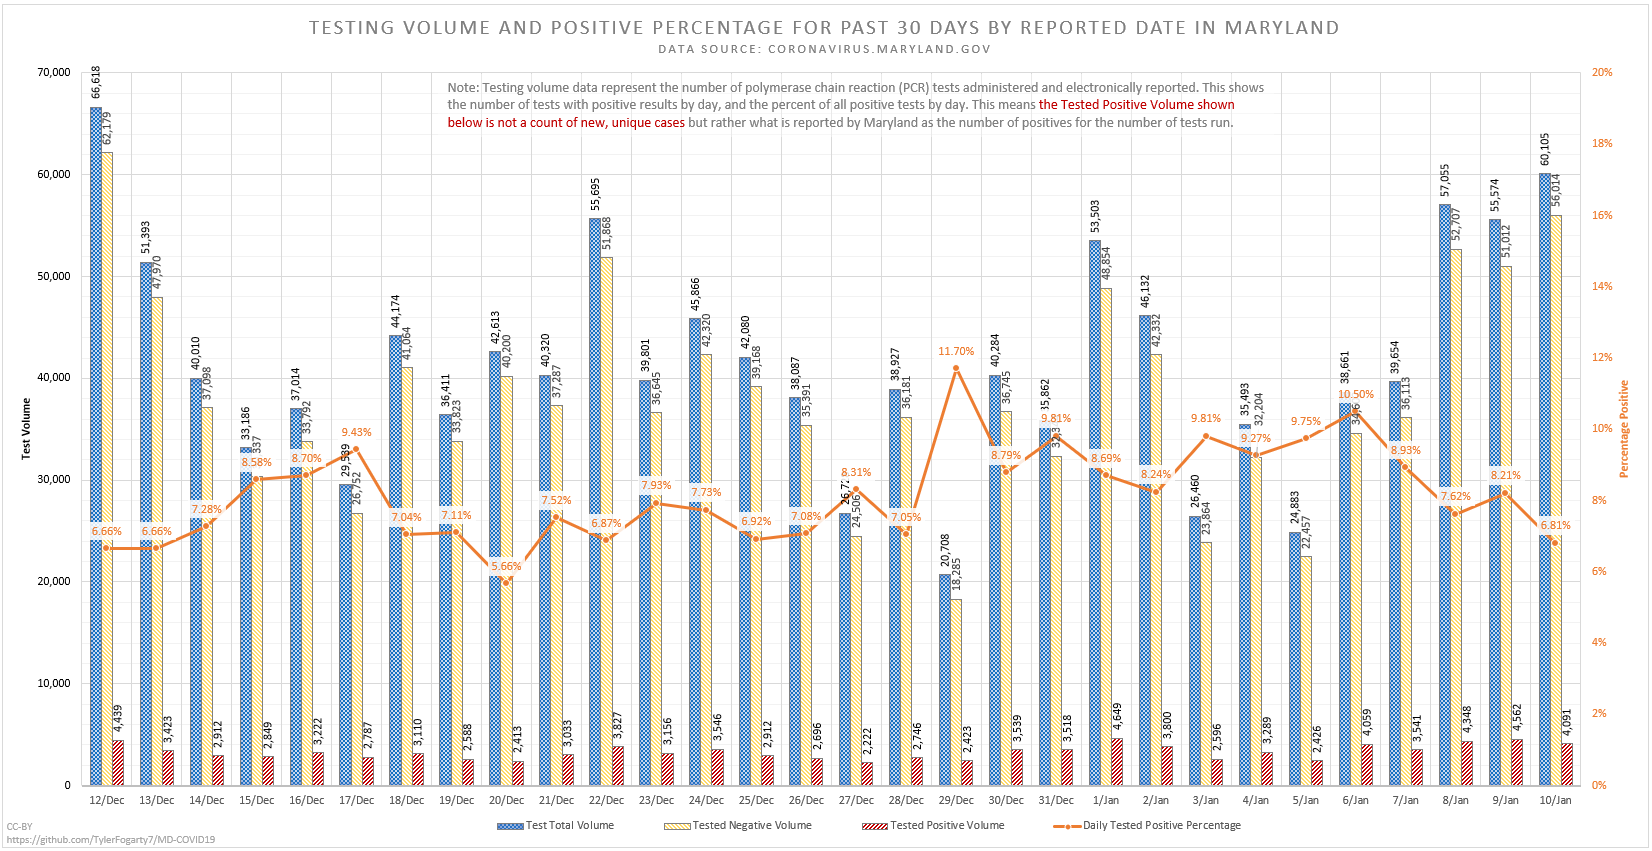 TESTING VOLUME AND POSITIVE PERCENTAGE FOR PAST 30 DAYS BY REPORTED DATE IN MARYLAND
DATA SOURCE: CORONAVIRUS.MARYLAND.GOV
Note: Testing volume data represent the number of polymerase chain reaction (PCR) tests administered and electronically reported. This shows
the number of tests with positive results by day, and the percent of all positive tests by day. This means the Tested Positive Volume shown
below is not a count of new, unique cases but rather what is reported by Maryland as the number of positives for the number of tests run.
Test Volume
70,000
60,000
50,000
40,000
30,000
20,000
10,000
0
66,618 62,179 4,439 6.66%
51,393 47,970 3,423 6.66%
40,010 37,098 2,912 7.28%
33,186 2,849 8.58%
37,014 33,792 3,222 8.70%
29,539 26,752 2,787 9.43%
44,174 41,064 3,110 7.04%
36,411 33,823 2,588 7.11%
42,613 40,200 2,413 5.66%
40,320 37,287 3,033 7.52%
55,695 51,868 3,827 6.87%
39,801 36,645 3,156 7.93%
45,866 42,320 3,546 7.73%
42,080 39,168 2,912 6.92%
38,087 35,391 2,696 7.08%
24,506 2,222 8.31%
38,927 36,181 2,746 7.05%
20,708 18,285 2,423 11.70%
40,284 36,745 3,539 8.79%
35,862 3,518 9.81%
53,503 48,854 4,649 8.69%
46,132 42,332 3,800 8.24%
26,460 23,864 2,596 9.81%
35,493 32,204 3,289 9.27%
24,883 22,457 2,426 9.75%
38,661 4,059 10.50%
39,654 36,113 3,541 8.93%
57,055 52,707 4,348 7.62%
55,574 51,012 4,562 8.21%
60,105 56,014 4,091 6.81%
20%
18%
16%
14%
12%
10%
8%
6%
4%
2%
0%
Percentage Positive
12/Dec 13/Dec 14/Dec 15/Dec 16/Dec 17/Dec 18/Dec 19/Dec 20/Dec 21/Dec 22/Dec 23/Dec 24/Dec 25/Dec 26/Dec 27/Dec 28/Dec 29/Dec 30/Dec 31/Dec 1/Jan 2/Jan 3/Jan 4/Jan 5/Jan 6/Jan 7/Jan 8/Jan 9/Jan 10/Jan
Test Total Volume Tested Negative Volume Tested Positive Volume Daily Tested Positive Percentage
CC-BY
https://github.com/TylerFogarty7/MD-COVID19